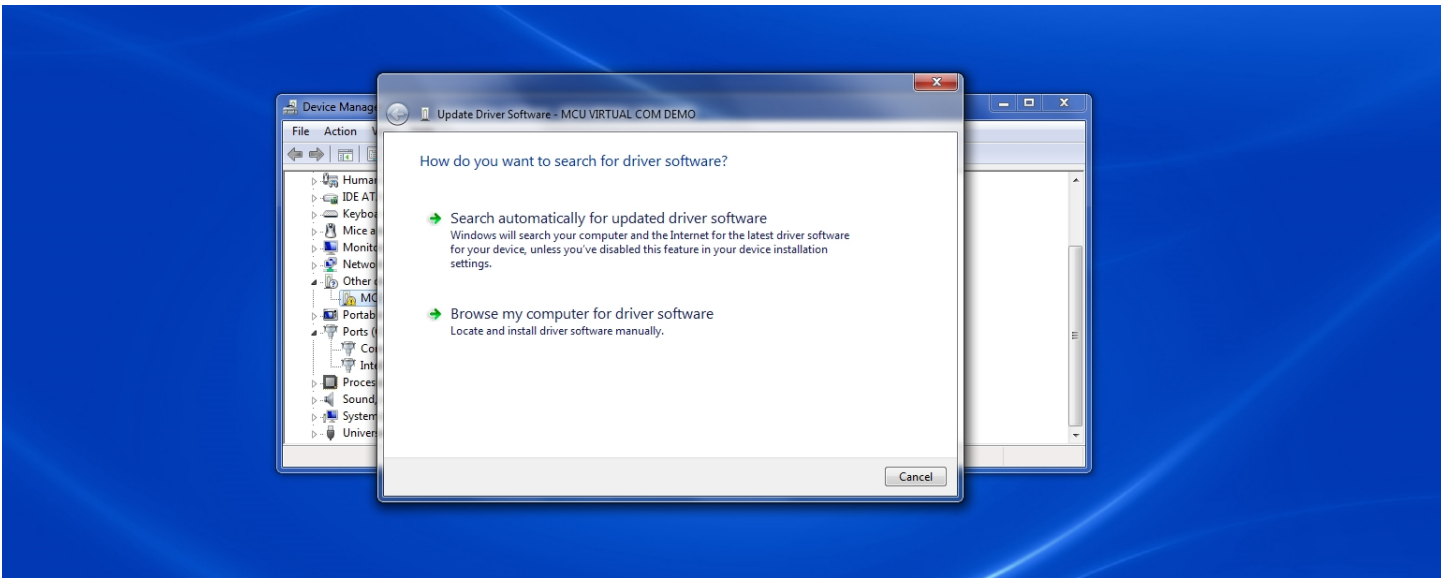 Device Manage
Update Driver Software - MCU VIRTUAL COM DEMO
File Action
How do you want to search for driver software?
Human
IDE AT
Search automatically for updated driver software
Keyboa
Windows will search your computer and the Internet for the latest driver software
Mice a
for your device, unless you've disabled this feature in your device installation
Monito
settings.
Netwo
Other
MC
Browse my computer for driver software
Portab
Locate and install driver software manually.
Ports (
Co
Inte
Proces
Sound,
System
Univers
Cancel